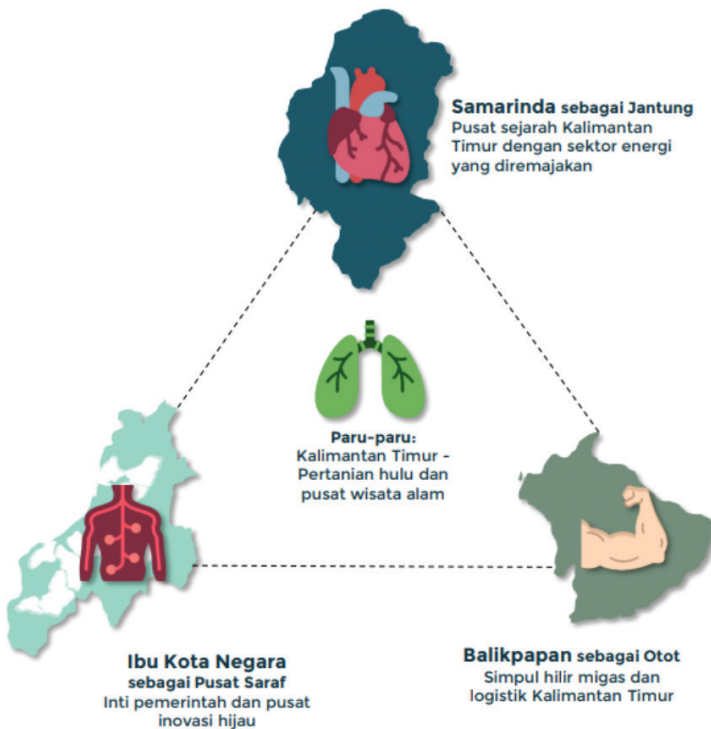 Samarinda sebagai Jantung
Pusat sejarah Kalimantan
Timur dengan sektor energi
yang diremajakan
Paru-paru:
Kalimantan Timur -
Pertanian hulu dan
pusat wisata alam
Ibu Kota Negara
sebagai Pusat Saraf
Inti pemerintah dan pusat
inovasi hijau
Balikpapan sebagai Otot
Simpul hilir migas dan
logistik Kalimantan Timur